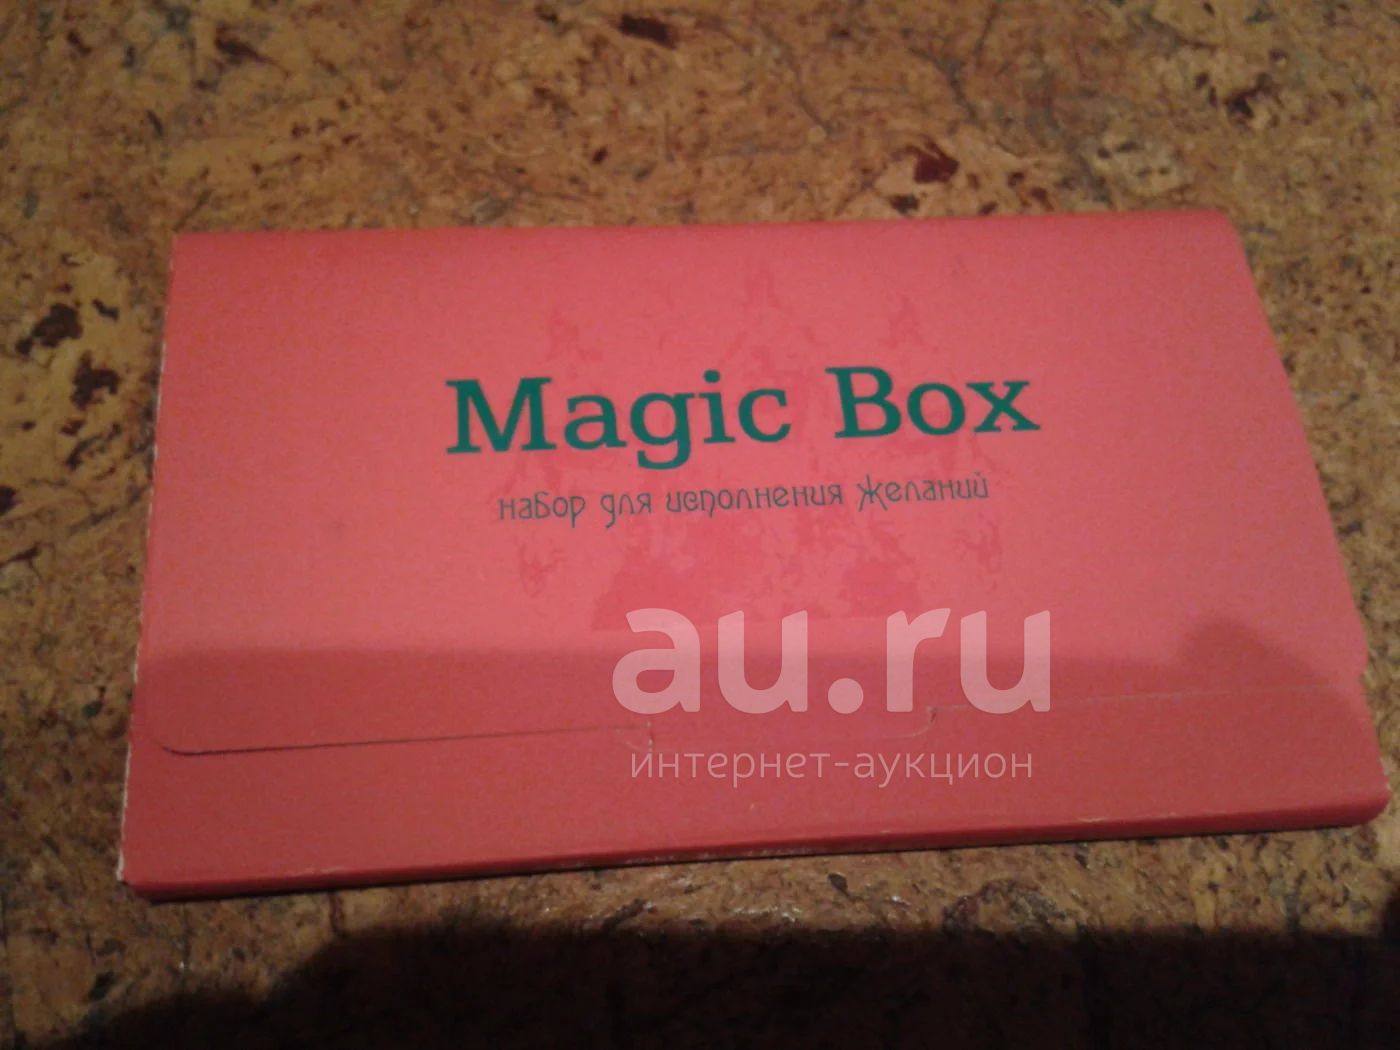 Magic Box
набор для исполнения желаний
au.ru
интернет-аукцион